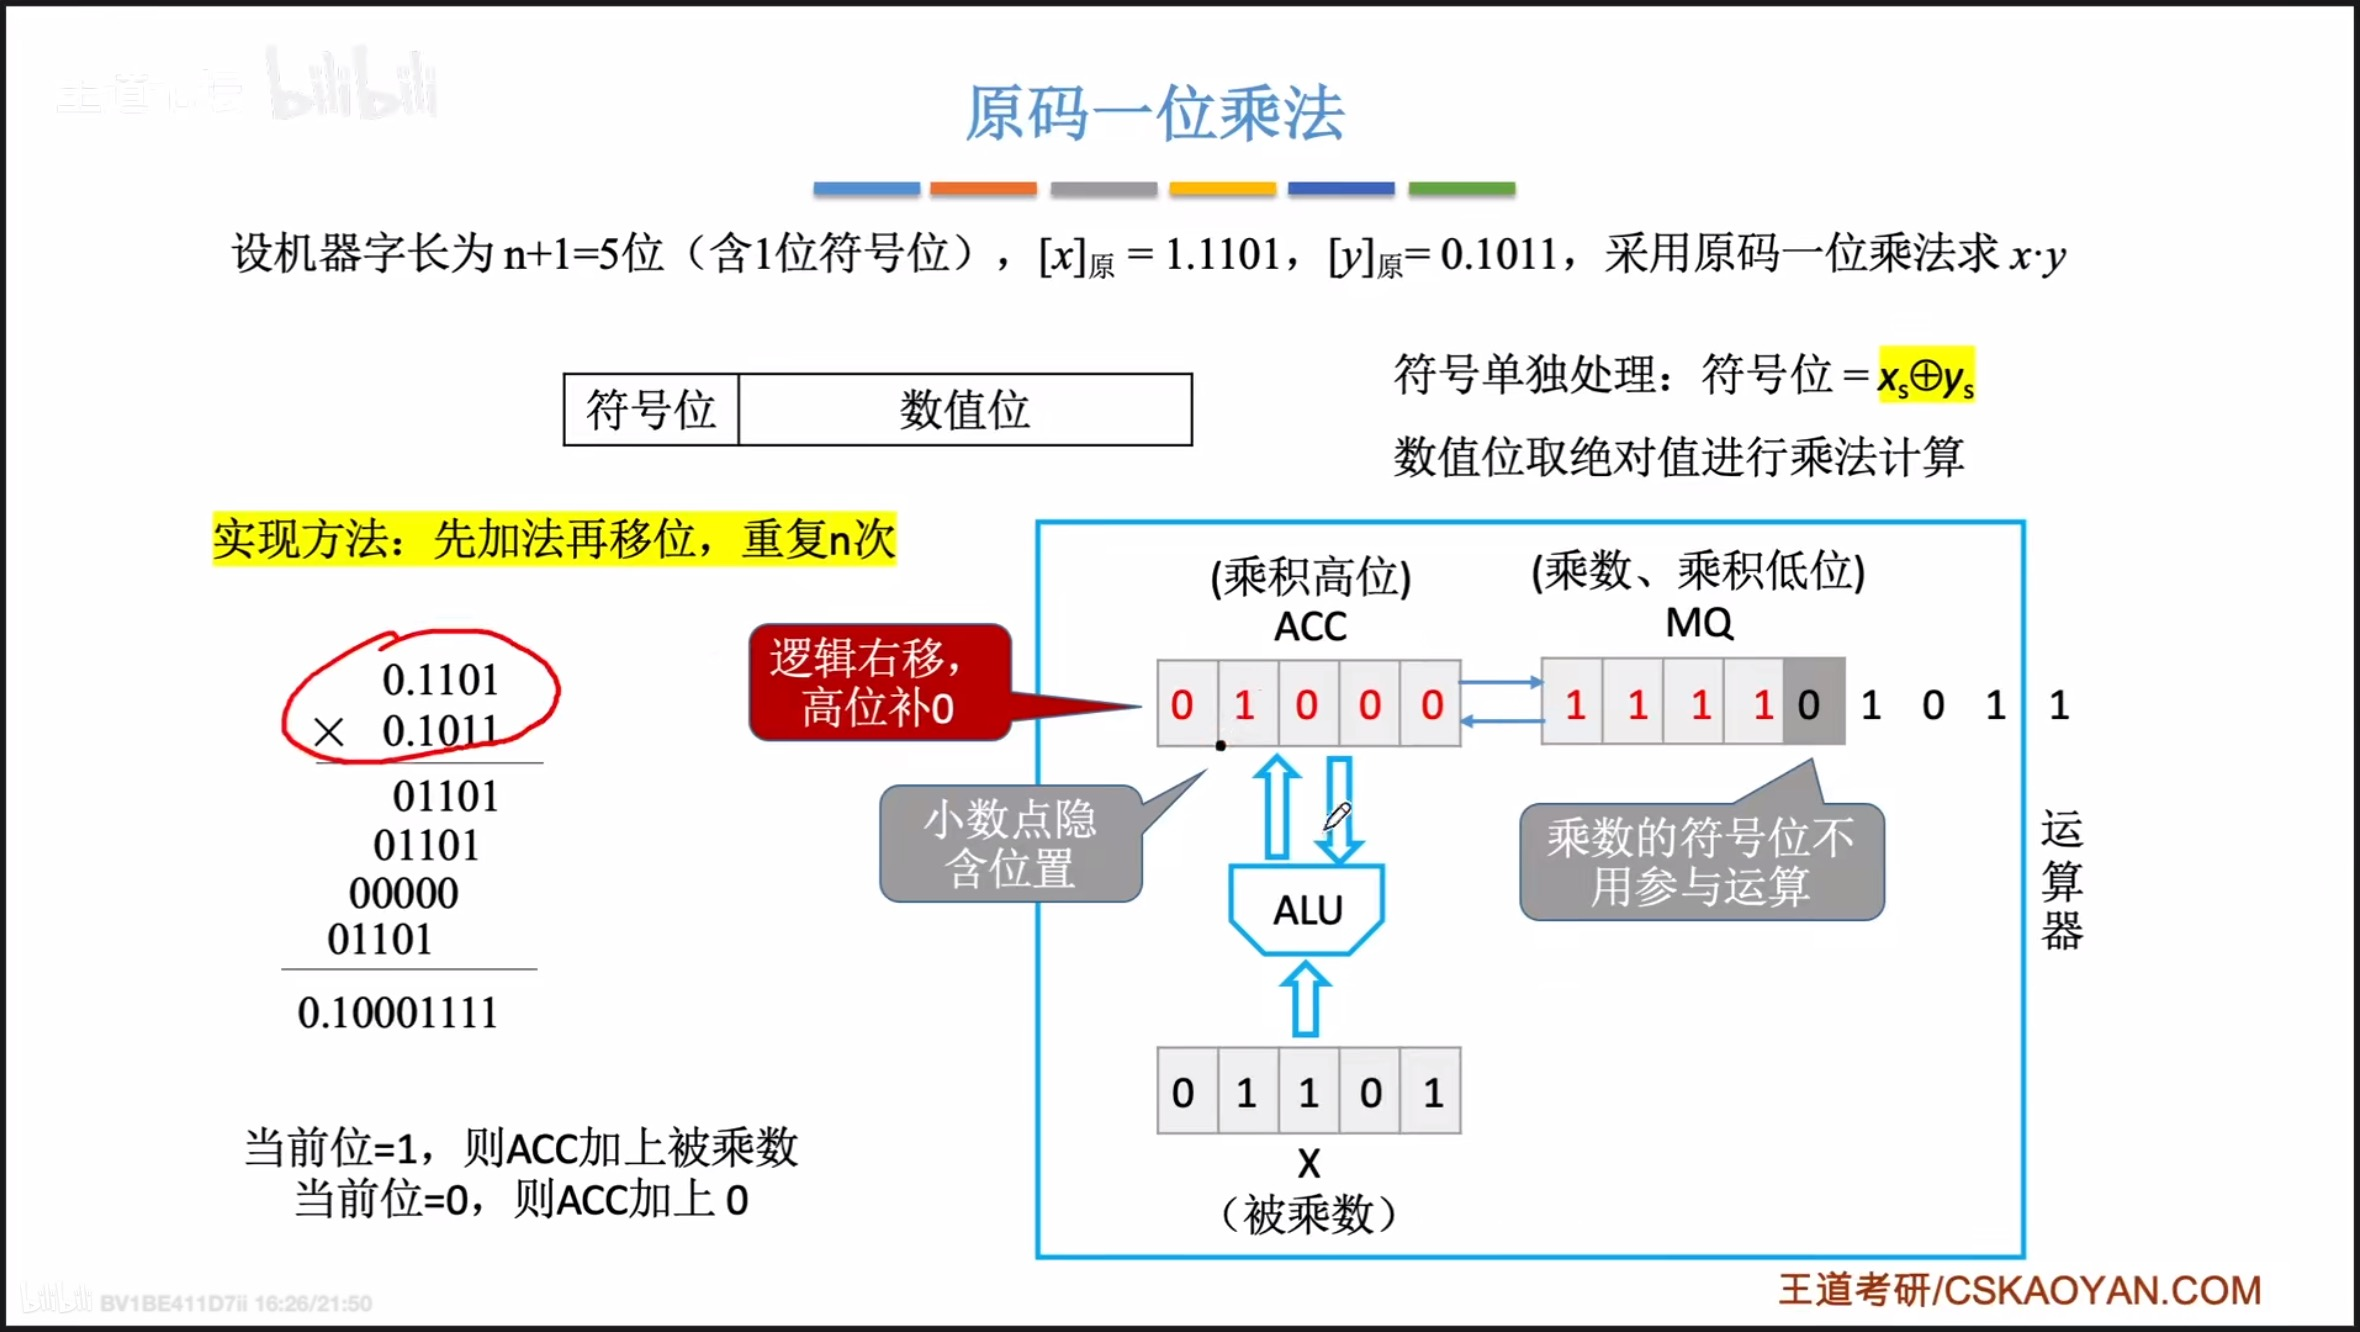 王道论坛 bilibili
原码一位乘法
设机器字长为 n+1=5位（含1位符号位），[x]原 = 1.1101，[y]原= 0.1011，采用原码一位乘法求 x·y
符号位 数值位
符号单独处理：符号位 = xs⊕ys
数值位取绝对值进行乘法计算
实现方法：先加法再移位，重复n次
0.1101
× 0.1011
01101
01101
00000
01101
0.10001111
当前位=1，则ACC加上被乘数
当前位=0，则ACC加上 0
(乘积高位)
ACC
(乘数、乘积低位)
MQ
逻辑右移，
高位补0
0 1 0 0 0
1 1 1 1 0 1 0 1 1
小数点隐
含位置
乘数的符号位不
用参与运算
ALU
0 1 1 0 1
X
（被乘数）
运
算
器
王道考研/CSKAOYAN.COM
bilibili BV1BE411D7ii 16:26/21:50